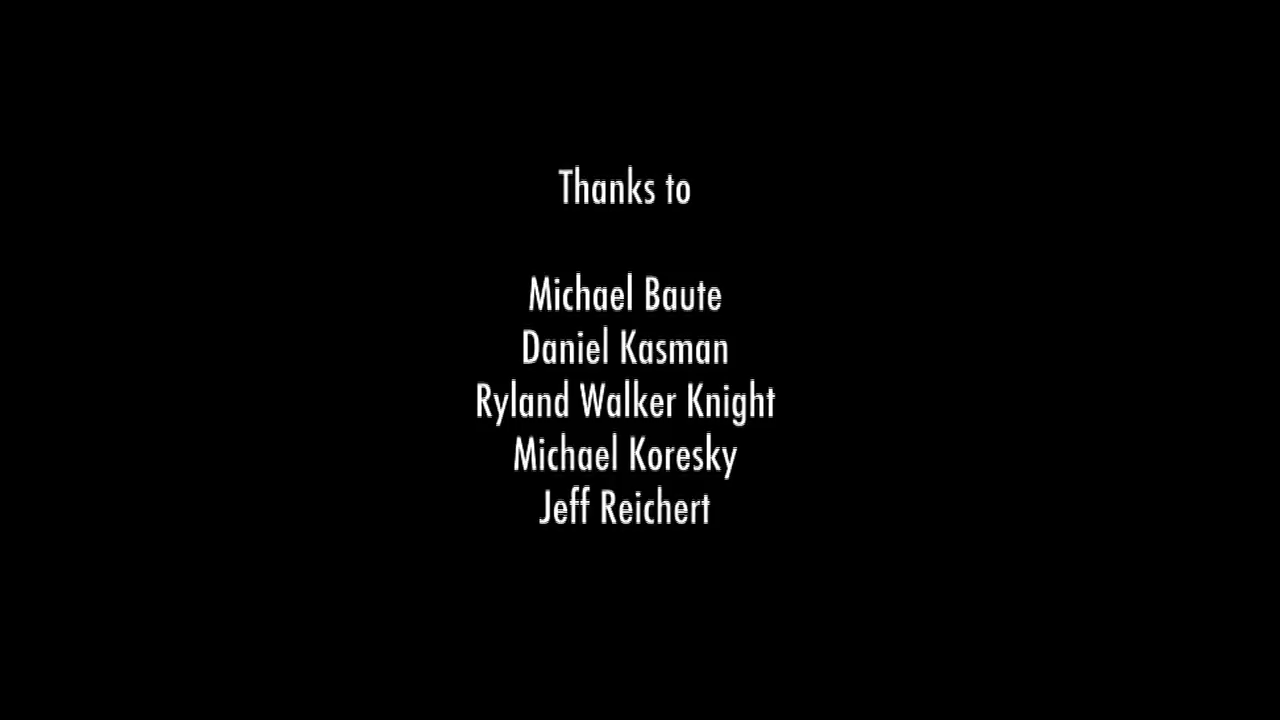 Thanks to
Michael Baute
Daniel Kasman
Ryland Walker Knight
Michael Koresky
Jeff Reichert